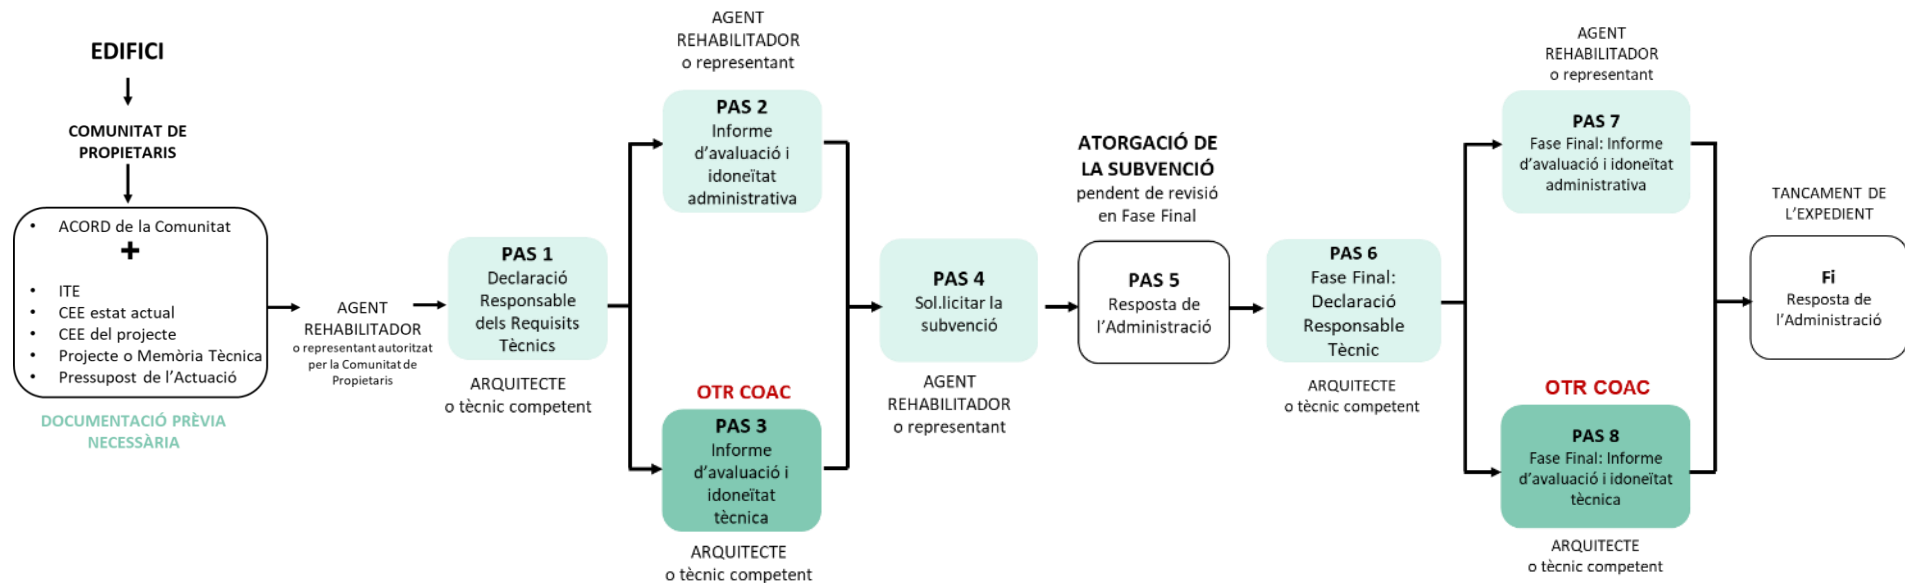 EDIFICI
COMUNITAT DE
PROPIETARIS
• ACORD de la Comunitat
+
• ITE
• CEE estat actual
• CEE del projecte
• Projecte o Memòria Tècnica
• Pressupost de l’Actuació
DOCUMENTACIÓ PRÈVIA
NECESSÀRIA
AGENT
REHABILITADOR
o representant autoritzat
per la Comunitat de
Propietaris
PAS 1
Declaració
Responsable
dels Requisits
Tècnics
ARQUITECTE
o tècnic competent
AGENT
REHABILITADOR
o representant
PAS 2
Informe
d’avaluació i
idoneïtat
administrativa
OTR COAC
PAS 3
Informe
d’avaluació i
idoneïtat
tècnica
ARQUITECTE
o tècnic competent
PAS 4
Sol.licitar la
subvenció
AGENT
REHABILITADOR
o representant
ATORGACIÓ DE
LA SUBVENCIÓ
pendent de revisió
en Fase Final
PAS 5
Resposta de
l’Administració
PAS 6
Fase Final:
Declaració
Responsable
Tècnic
ARQUITECTE
o tècnic competent
AGENT
REHABILITADOR
o representant
PAS 7
Fase Final: Informe
d’avaluació i idoneïtat
administrativa
OTR COAC
PAS 8
Fase Final: Informe
d’avaluació i idoneïtat
tècnica
ARQUITECTE
o tècnic competent
TANCAMENT DE
L’EXPEDIENT
Fi
Resposta de
l’Administració